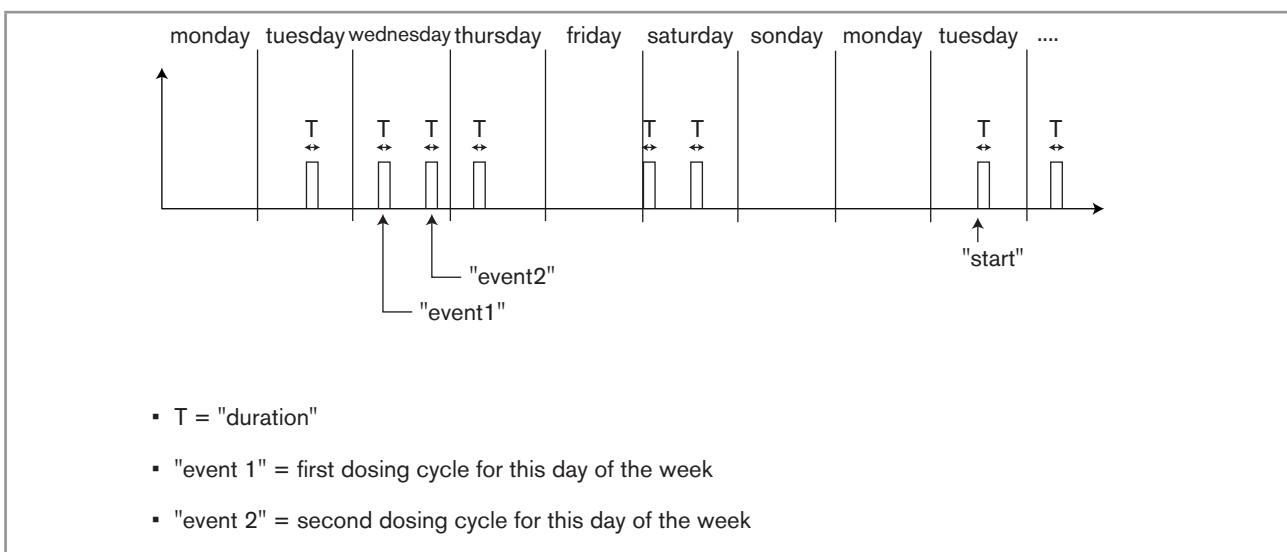 monday tuesday wednesday thursday friday saturday sonday monday tuesday ....
T T T T T T T T
"start"
"event2"
"event1"
▪ T = "duration"
▪ "event 1" = first dosing cycle for this day of the week
▪ "event 2" = second dosing cycle for this day of the week